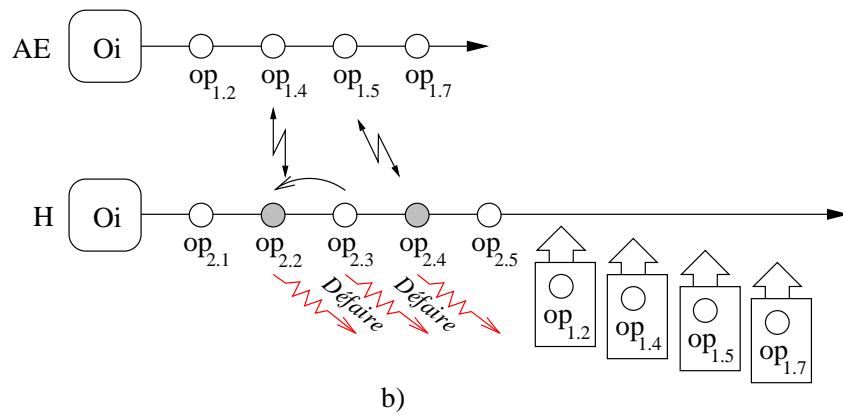 AE Oi
op1.2 op1.4 op1.5 op1.7
H Oi
op2.1 op2.2 op2.3 op2.4 op2.5
Défaire Défaire
op1.2 op1.4 op1.5 op1.7
b)